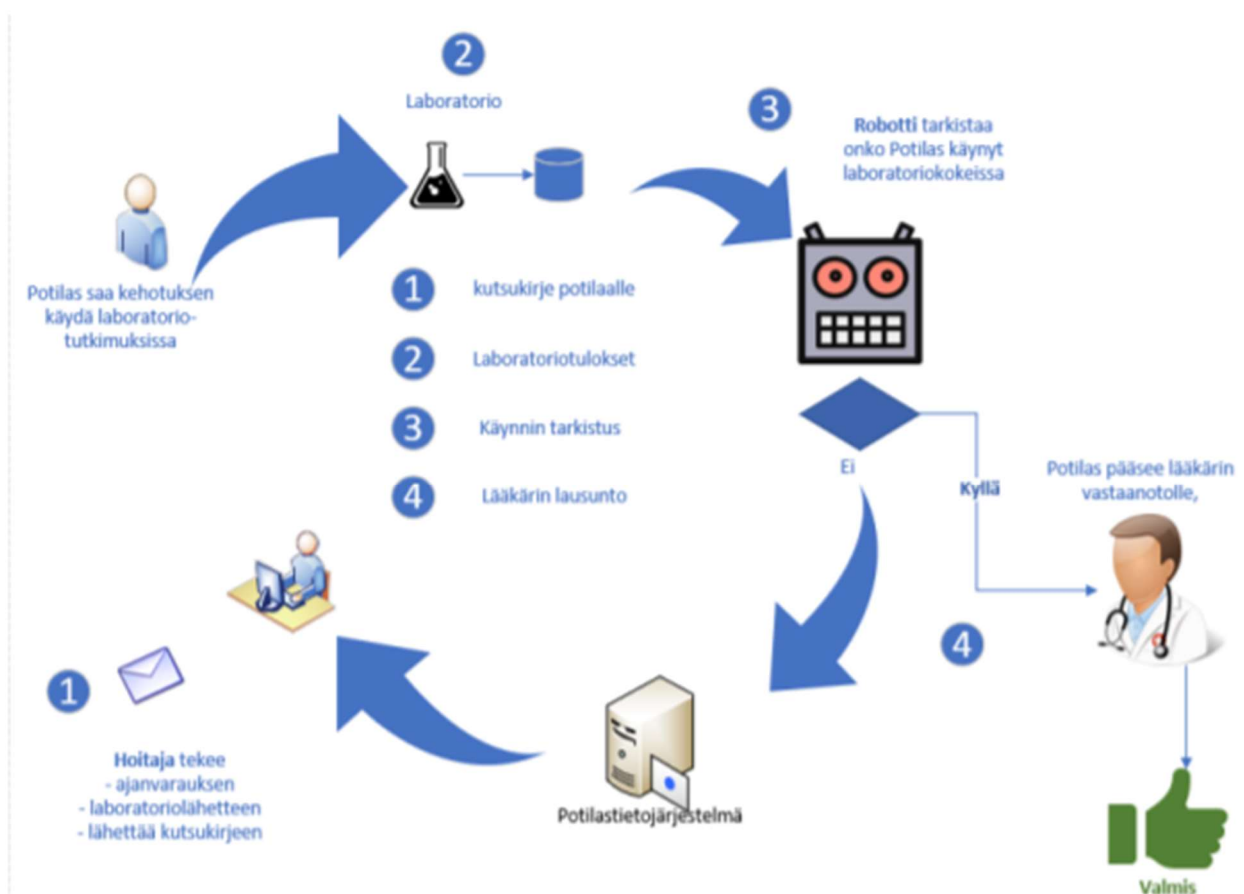 2
Laboratorio
3
Robotti tarkistaa
onko Potilas käynyt
laboratoriokokeissa
Potilas saa kehotuksen
käydä laboratorio-
tutkimuksissa
1 kutsukirje potilaalle
2 Laboratoriotulokset
3 Käynnin tarkistus
4 Lääkärin lausunto
Ei
Kyllä
Potilas pääsee lääkärin
vastaanotolle,
4
1
Hoitaja tekee
- ajanvarauksen
- laboratoriolähetteen
- lähettää kutsukirjeen
Potilastietojärjestelmä
Valmis